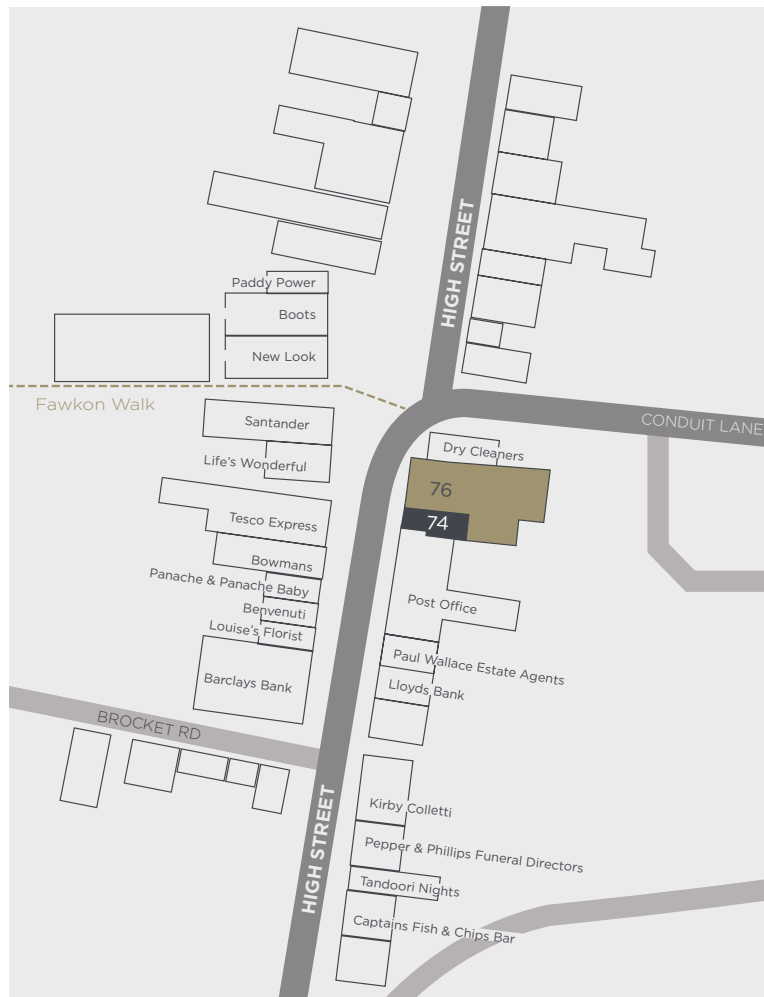 HIGH STREET
Paddy Power
Boots
New Look
Fawkon Walk
CONDUIT LANE
Santander
Dry Cleaners
Life's Wonderful
76
74
Tesco Express
Bowmans
Panache & Panache Baby
Benvenuti
Post Office
Louise's Florist
Paul Wallace Estate Agents
Barclays Bank
Lloyds Bank
BROCKET RD
HIGH STREET
Kirby Colletti
Pepper & Phillips Funeral Directors
Tandoori Nights
Captains Fish & Chips Bar